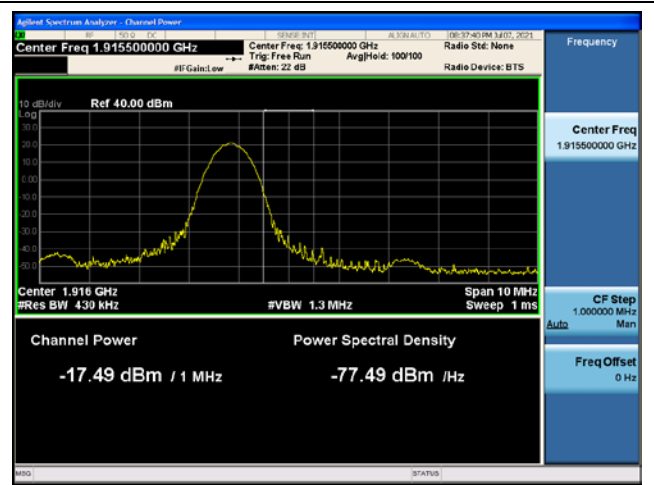 Agilent Spectrum Analyzer - Channel Power
RF 50 Ω DC SENSE:INT ALIGN AUTO 08:37:40 PM Jul 07, 2021
Center Freq 1.915500000 GHz
Center Freq: 1.915500000 GHz
Radio Std: None
Trig: Free Run Avg|Hold: 100/100
#IFGain:Low
#Atten: 22 dB
Radio Device: BTS
10 dB/div Ref 40.00 dBm
Log
30.0
20.0
10.0
0.00
-10.0
-20.0
-30.0
-40.0
-50.0
Center 1.916 GHz
Span 10 MHz
#Res BW 430 kHz
#VBW 1.3 MHz
Sweep 1 ms
Channel Power
Power Spectral Density
-17.49 dBm / 1 MHz
-77.49 dBm /Hz
Frequency
Center Freq
1.915500000 GHz
CF Step
1.000000 MHz
Auto Man
Freq Offset
0 Hz
MSG
STATUS